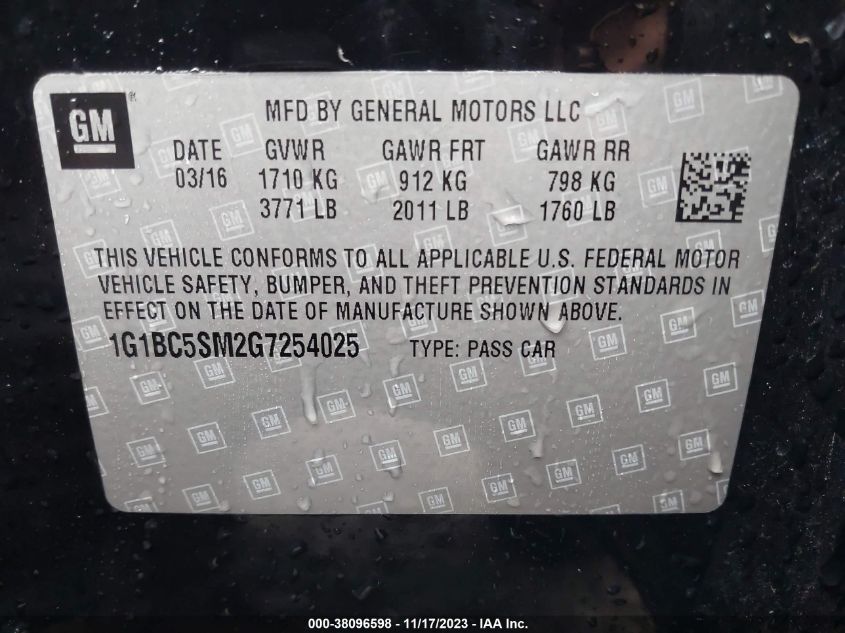 GM ®
MFD BY GENERAL MOTORS LLC
DATE GVWR GAWR FRT GAWR RR
03/16 1710 KG 912 KG 798 KG
3771 LB 2011 LB 1760 LB
THIS VEHICLE CONFORMS TO ALL APPLICABLE U.S. FEDERAL MOTOR
VEHICLE SAFETY, BUMPER, AND THEFT PREVENTION STANDARDS IN
EFFECT ON THE DATE OF MANUFACTURE SHOWN ABOVE.
1G1BC5SM2G7254025 TYPE: PASS CAR
000-38096598 - 11/17/2023 - IAA Inc.